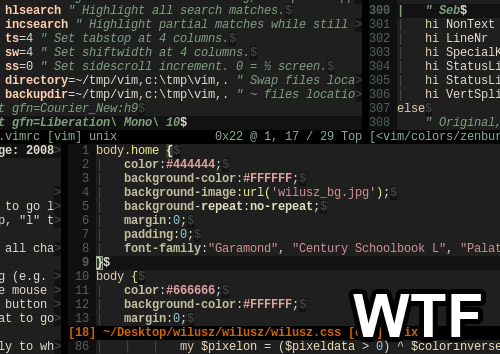 hlsearch " Highlight all search matches.$
incsearch " Highlight partial matches while still >
ts=4 " Set tabstop at 4 columns.$
sw=4 " Set shiftwidth at 4 columns.$
ss=0 " Set sidescroll increment. 0 = ½ screen.$
directory=~/tmp/vim,c:\tmp\vim,. " Swap files loca>
backupdir=~/tmp/vim,c:\tmp\vim,. " ~ files locatio>
t gfn=Courier_New:h9$
t gfn=Liberation\ Mono\ 10$
.vimrc [vim] unix 0x22 @ 1, 17 / 29 Top
300 | " Seb$
301 | hi NonText
302 | hi LineNr
303 | hi SpecialK
304 | hi StatusLi
305 | hi StatusLi
306 | hi VertSpli
307 else$
308 " Original,
[<vim/colors/zenbur
ge: 2008>
>
>
to go l>
p, "l" t>
>
all cha>
>
g (e.g. >
e mouse >
button >
at to go>
>
ly to wh>
1 body.home {$
2 | color:#444444;$
3 | background-color:#FFFFFF;$
4 | background-image:url('wilusz_bg.jpg');$
5 | background-repeat:no-repeat;$
6 | margin:0;$
7 | padding:0;$
8 | font-family:"Garamond", "Century Schoolbook L", "Palat
9 }$
10 body {$
11 | color:#666666;$
12 | background-color:#FFFFFF;$
13 | margin:0;$
[18] ~/Desktop/wilusz/wilusz/wilusz.css
86 | | | my $pixelon = ($pixeldata > 0) ^ $colorinverse
WTF